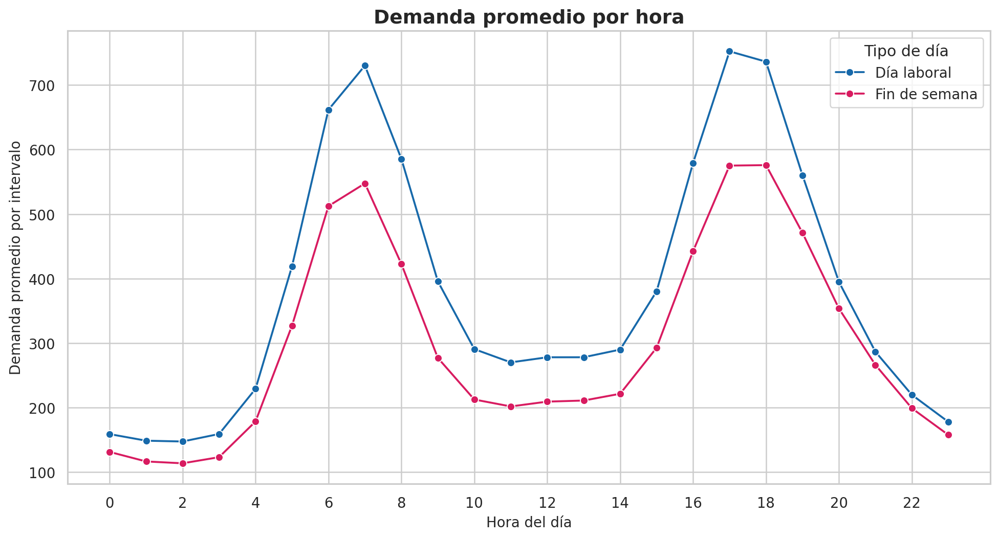 Demanda promedio por hora
Tipo de día
Día laboral
Fin de semana
Demanda promedio por intervalo
700
600
500
400
300
200
100
0 2 4 6 8 10 12 14 16 18 20 22
Hora del día